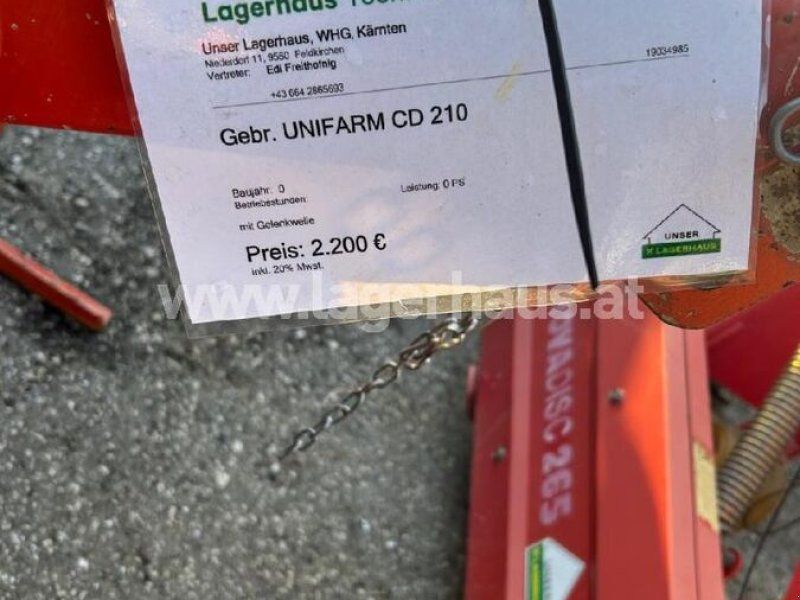 Lagerhaus
Unser Lagerhaus, WHG, Kärnten
Niederdorf 11, 9560 Feldkirchen
Vertreter: Edi Freithofnig
19034985
+43 664 2865693
Gebr. UNIFARM CD 210
Baujahr: 0
Leistung: 0 PS
Betriebsstunden:
mit Gelenkwelle
Preis: 2.200 €
inkl. 20% Mwst.
UNSER
LAGERHAUS
www.lagerhaus.at
NOVADISC 265